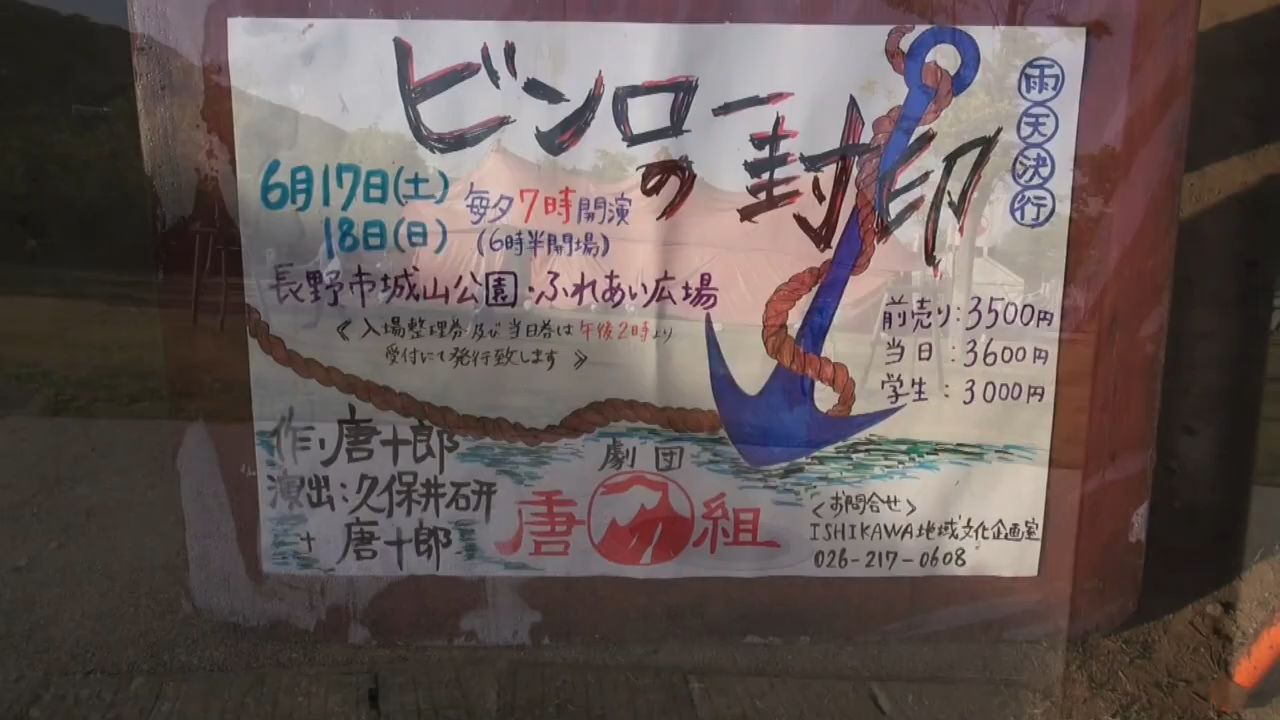 ビンローの封印
雨天決行
6月17日(土)
18日(日)
毎夕7時開演
(6時半開場)
長野市城山公園・ふれあい広場
《入場整理券及び当日券は午後2時より
受付にて発行致します》
前売り:3500円
当日:3600円
学生:3000円
作:唐十郎
演出:久保井研
+唐十郎
劇団
唐組
〈お問合せ〉
ISHIKAWA地域文化企画室
026-217-0608